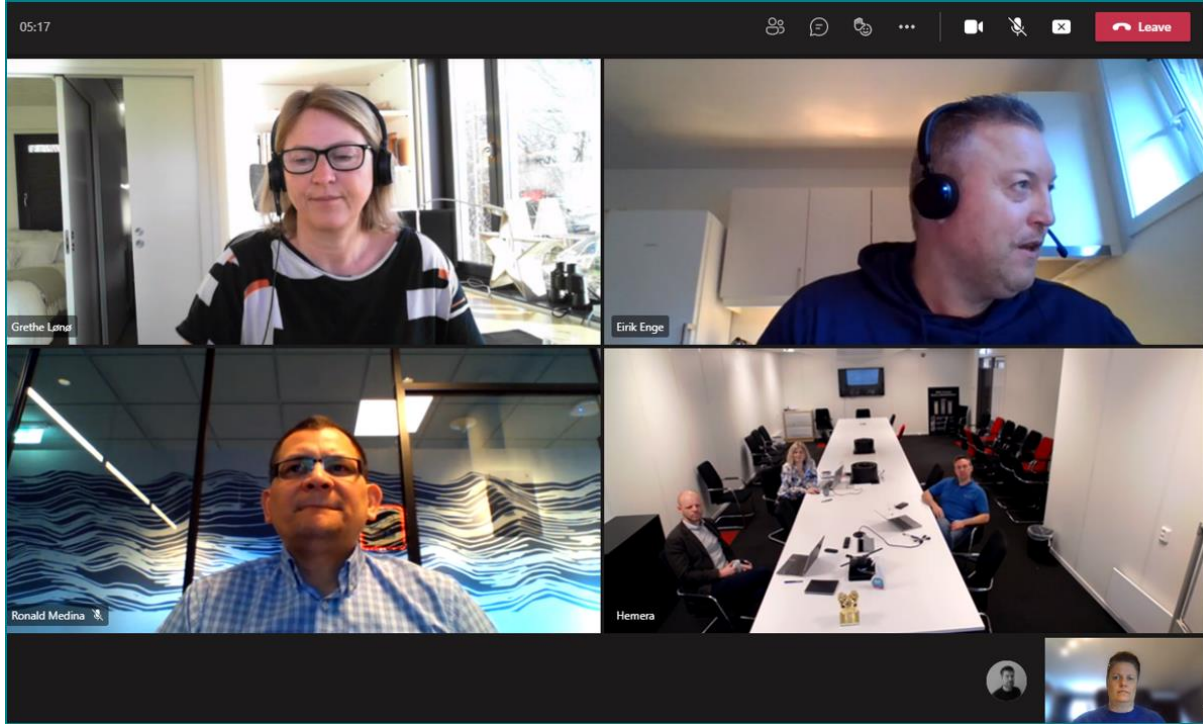 05:17
Leave
Grethe Lønø
Eirik Enge
Ronald Medina
Hemera